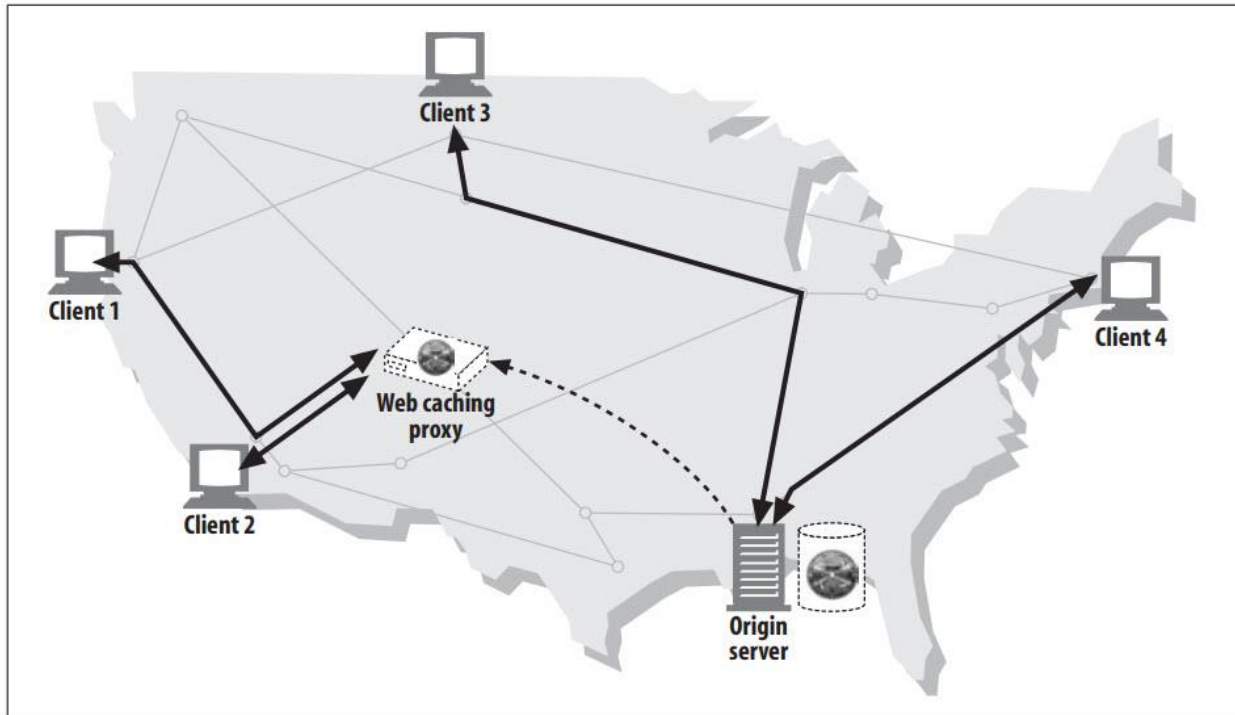 Client 3
Client 1
Client 4
Web caching
proxy
Client 2
Origin
server